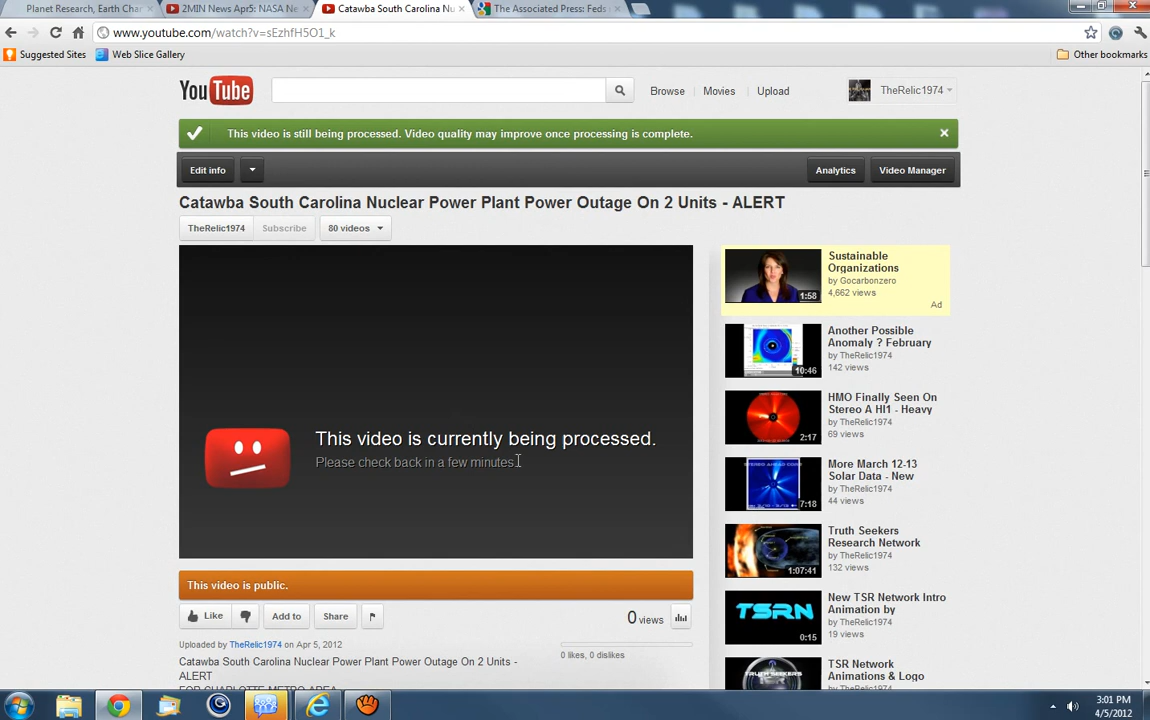 Planet Research, Earth Char
2MIN News Apr5: NASA Ne
Catawba South Carolina Nu
The Associated Press: Feds
www.youtube.com/watch?v=sEzhfH5O1_k
Suggested Sites
Web Slice Gallery
Other bookmarks
YouTube
Browse
Movies
Upload
TheRelic1974
This video is still being processed. Video quality may improve once processing is complete.
Edit info
Analytics
Video Manager
Catawba South Carolina Nuclear Power Plant Power Outage On 2 Units - ALERT
TheRelic1974
Subscribe
80 videos
This video is currently being processed.
Please check back in a few minutes.
This video is public.
Like
Add to
Share
0 views
Uploaded by TheRelic1974 on Apr 5, 2012
0 likes, 0 dislikes
Catawba South Carolina Nuclear Power Plant Power Outage On 2 Units -
ALERT
FOR CHARLOTTE METRO AREA
Sustainable
Organizations
by Gocarbonzero
4,662 views
1:58
Ad
Another Possible
Anomaly ? February
by TheRelic1974
142 views
10:46
HMO Finally Seen On
Stereo A HI1 - Heavy
by TheRelic1974
69 views
2:17
More March 12-13
Solar Data - New
by TheRelic1974
44 views
7:18
Truth Seekers
Research Network
by TheRelic1974
132 views
1:07:41
New TSR Network Intro
Animation by
by TheRelic1974
19 views
TSRN
0:15
TSR Network
Animations & Logo
by TheRelic1974
3:01 PM
4/5/2012